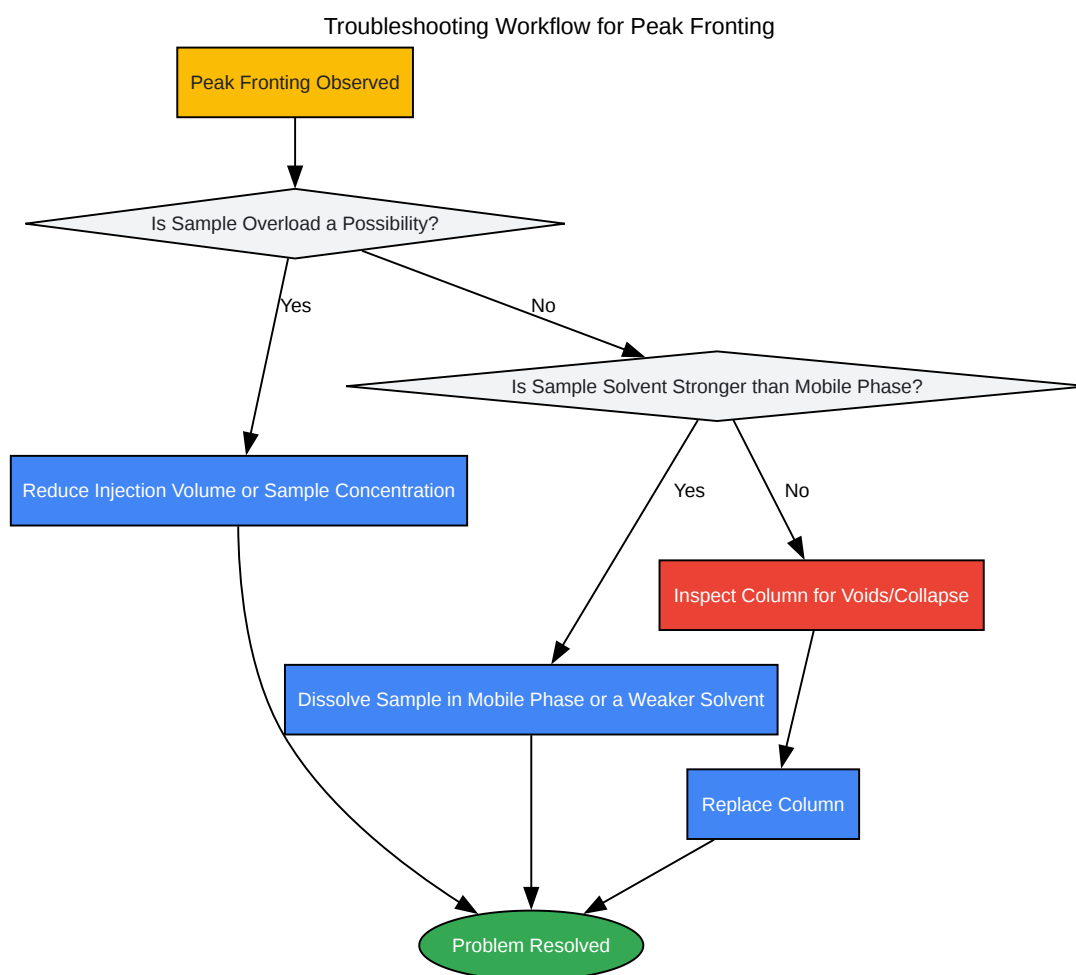 Troubleshooting Workflow for Peak Fronting
Peak Fronting Observed
Is Sample Overload a Possibility?
Yes
No
Is Sample Solvent Stronger than Mobile Phase?
Reduce Injection Volume or Sample Concentration
Yes
No
Inspect Column for Voids/Collapse
Dissolve Sample in Mobile Phase or a Weaker Solvent
Replace Column
Problem Resolved